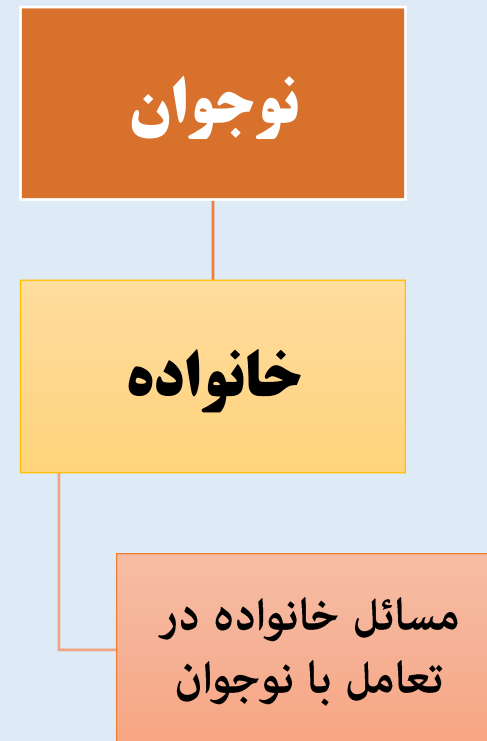 نوجوان
خانواده
مسائل خانواده در
تعامل با نوجوان